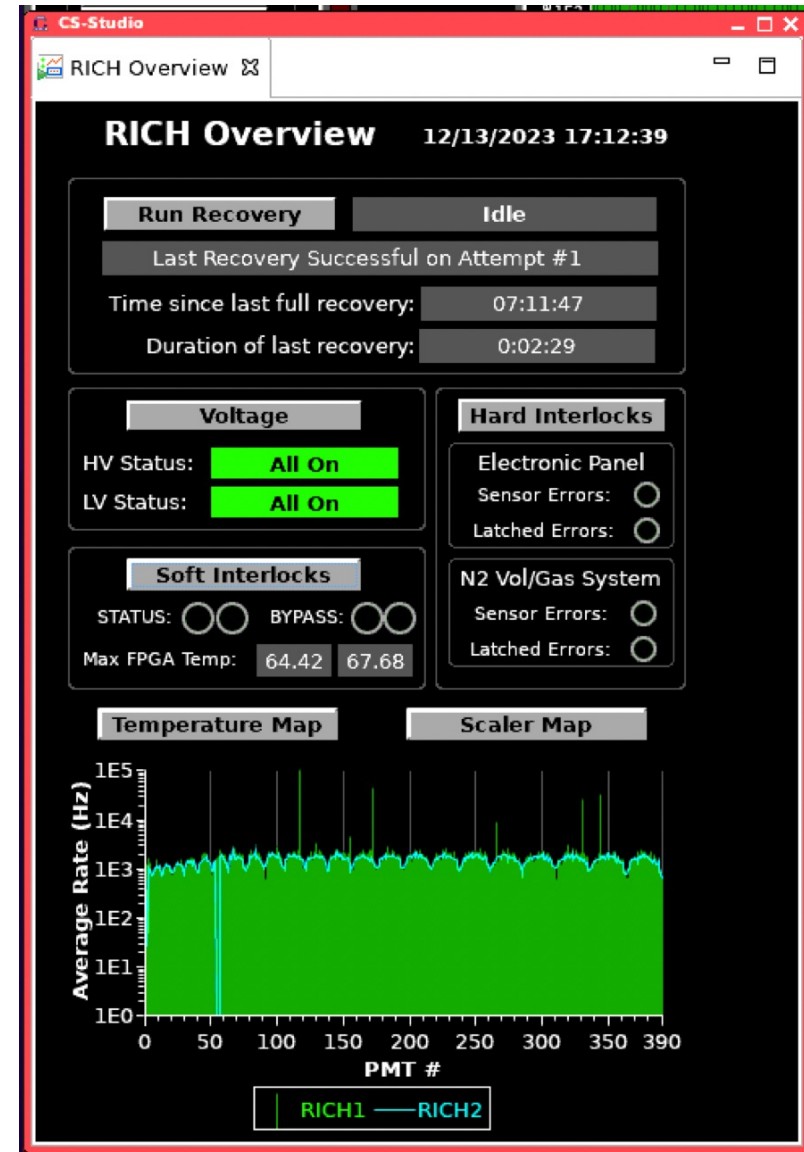 CS-Studio
RICH Overview
RICH Overview 12/13/2023 17:12:39
Run Recovery Idle
Last Recovery Successful on Attempt #1
Time since last full recovery: 07:11:47
Duration of last recovery: 0:02:29
Voltage
HV Status: All On
LV Status: All On
Hard Interlocks
Electronic Panel
Sensor Errors:
Latched Errors:
N2 Vol/Gas System
Sensor Errors:
Latched Errors:
Soft Interlocks
STATUS: BYPASS:
Max FPGA Temp: 64.42 67.68
Temperature Map Scaler Map
Average Rate (Hz)
1E5
1E4
1E3
1E2
1E1
1E0
0 50 100 150 200 250 300 350 390
PMT #
RICH1 RICH2